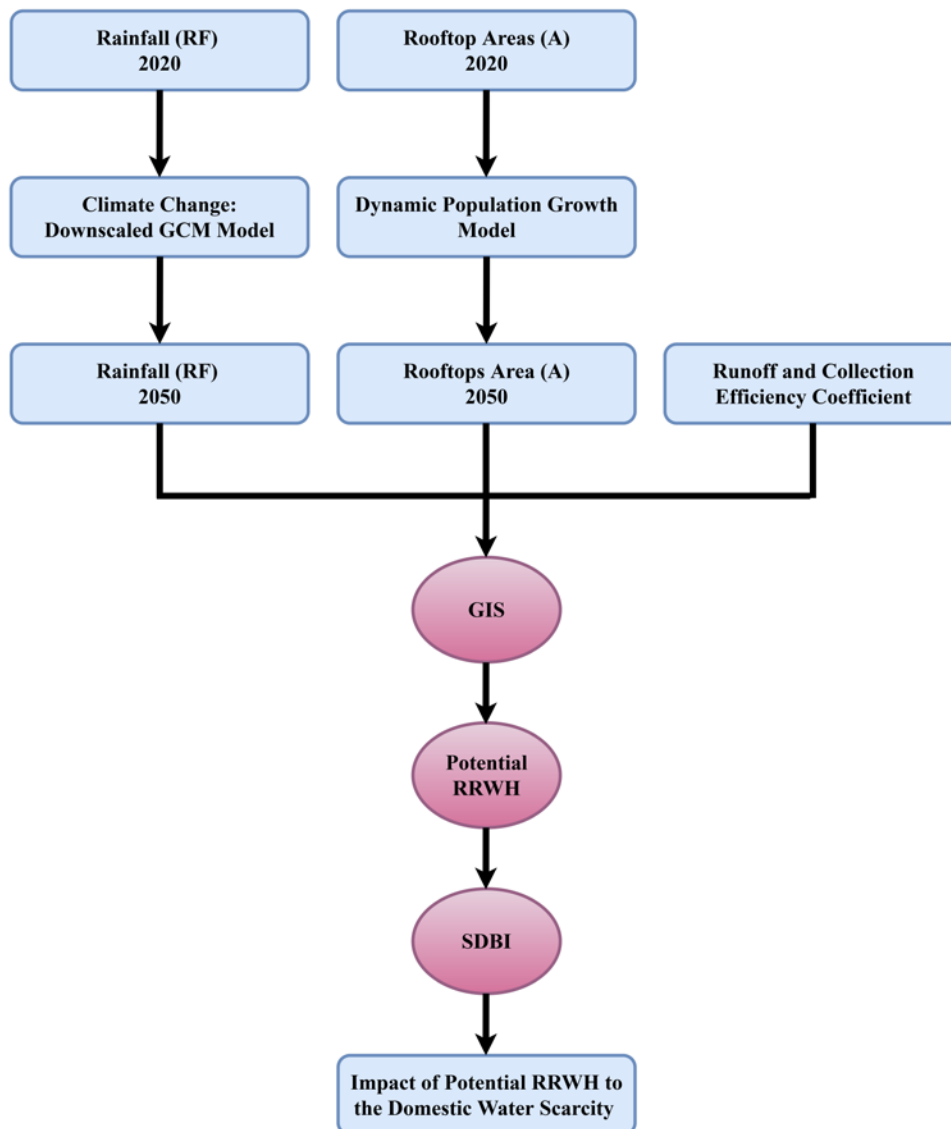 Rainfall (RF)
2020
Rooftop Areas (A)
2020
Climate Change:
Downscaled GCM Model
Dynamic Population Growth
Model
Rainfall (RF)
2050
Rooftops Area (A)
2050
Runoff and Collection
Efficiency Coefficient
GIS
Potential
RRWH
SDBI
Impact of Potential RRWH to
the Domestic Water Scarcity